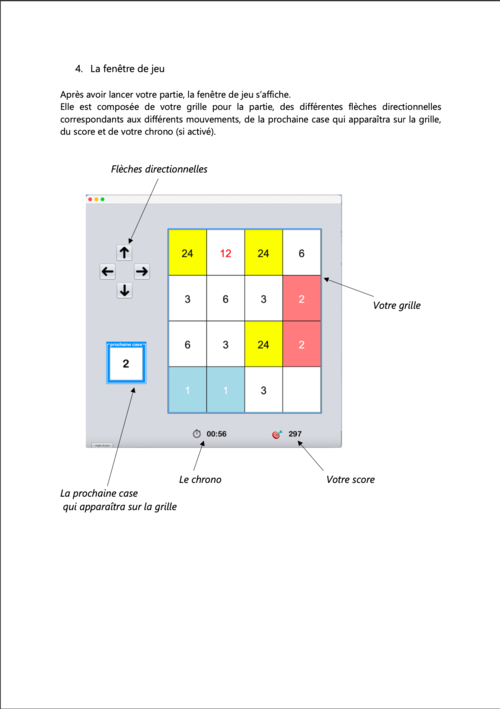 4. La fenêtre de jeu
Après avoir lancer votre partie, la fenêtre de jeu s’affiche.
Elle est composée de votre grille pour la partie, des différentes flèches directionnelles
correspondants aux différents mouvements, de la prochaine case qui apparaîtra sur la grille,
du score et de votre chrono (si activé).
Flèches directionnelles
24 12 24 6
3 6 3 2
Votre grille
prochaine case
6 3 24 2
2
1 1 3
00:56 297
Le chrono
Votre score
La prochaine case
qui apparaîtra sur la grille